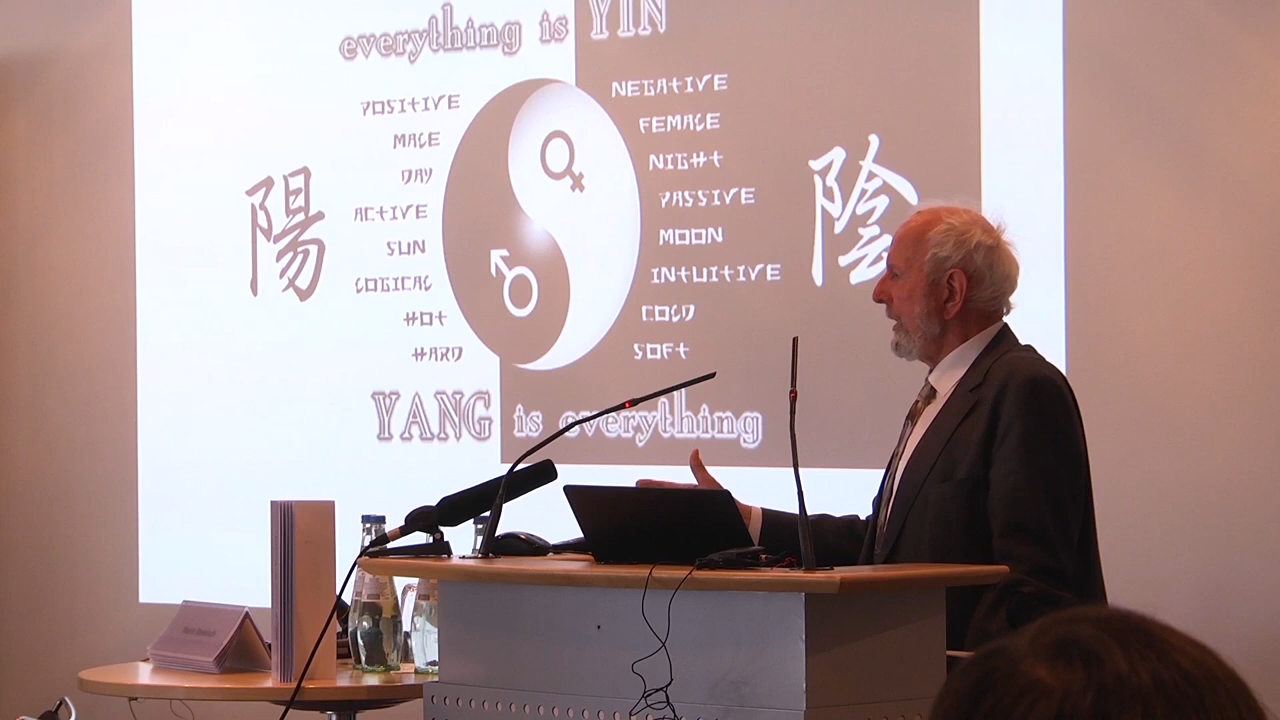 everything is YIN
POSITIVE
MALE
DAY
ACTIVE
SUN
LOGICAL
HOT
HARD
陽
NEGATIVE
FEMALE
NIGHT
PASSIVE
MOON
INTUITIVE
COLD
SOFT
陰
YANG is everything